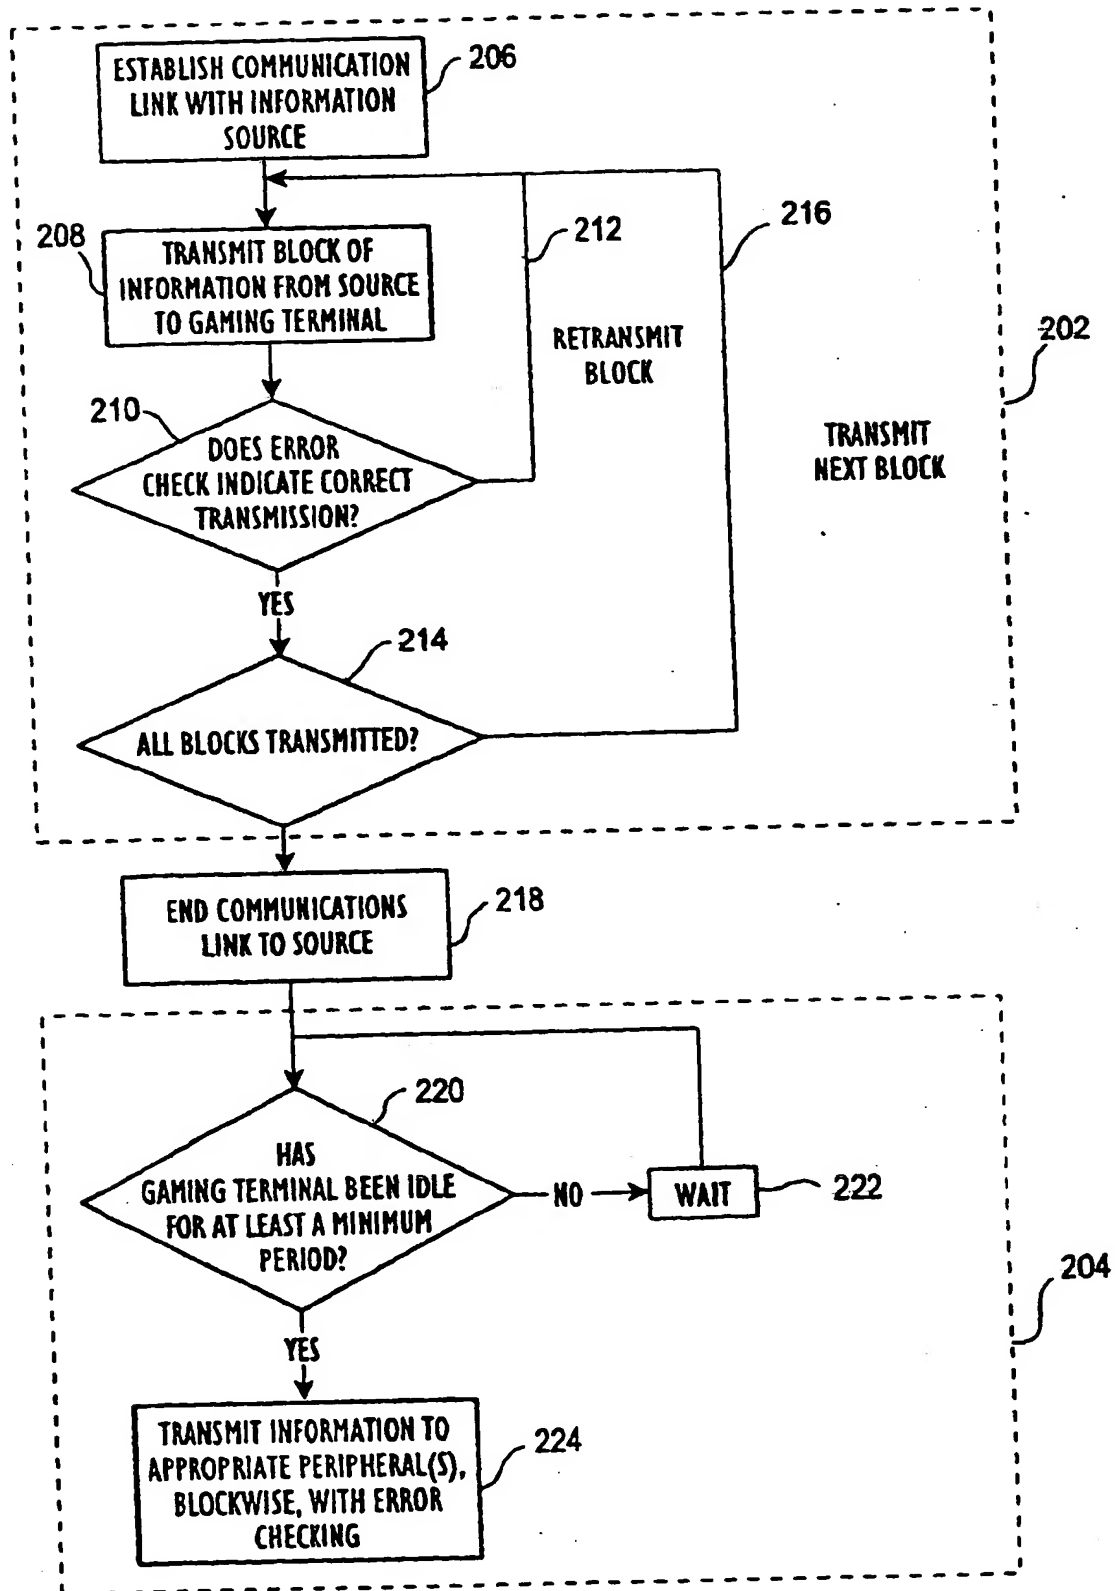 ESTABLISH COMMUNICATION
LINK WITH INFORMATION
SOURCE
206
208
TRANSMIT BLOCK OF
INFORMATION FROM SOURCE
TO GAMING TERMINAL
212
216
RETRANSMIT
BLOCK
202
210
DOES ERROR
CHECK INDICATE CORRECT
TRANSMISSION?
TRANSMIT
NEXT BLOCK
YES
214
ALL BLOCKS TRANSMITTED?
END COMMUNICATIONS
LINK TO SOURCE
218
220
HAS
GAMING TERMINAL BEEN IDLE
FOR AT LEAST A MINIMUM
PERIOD?
NO
WAIT
222
204
YES
TRANSMIT INFORMATION TO
APPROPRIATE PERIPHERAL(S),
BLOCKWISE, WITH ERROR
CHECKING
224